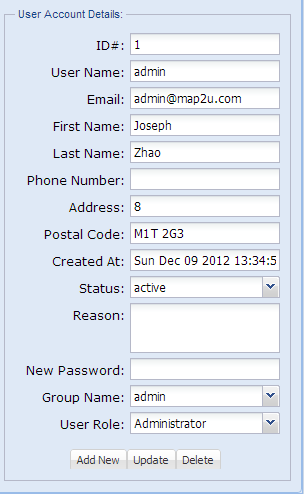 User Account Details:
ID#: 1
User Name: admin
Email: admin@map2u.com
First Name: Joseph
Last Name: Zhao
Phone Number:
Address: 8
Postal Code: M1T 2G3
Created At: Sun Dec 09 2012 13:34:5
Status: active
Reason:
New Password:
Group Name: admin
User Role: Administrator
Add New Update Delete